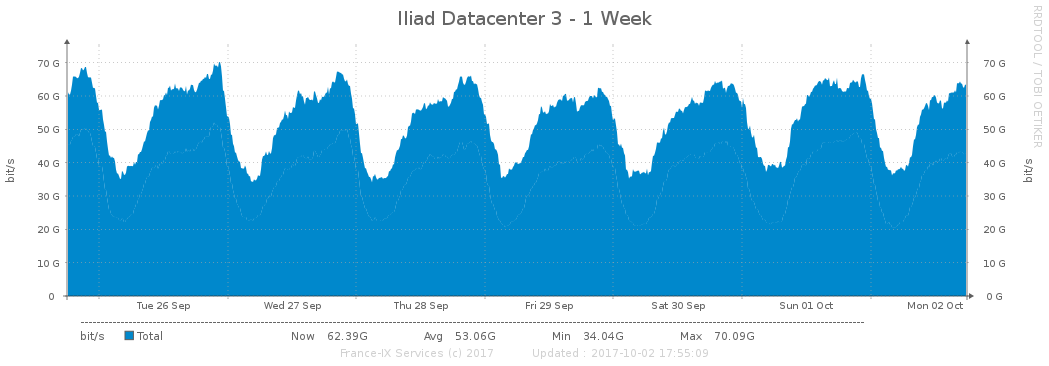 Iliad Datacenter 3 - 1 Week
RRDTOOL / TOBI OETIKER
bit/s
bit/s
70 G 70 G
60 G 60 G
50 G 50 G
40 G 40 G
30 G 30 G
20 G 20 G
10 G 10 G
0 0 G
Tue 26 Sep Wed 27 Sep Thu 28 Sep Fri 29 Sep Sat 30 Sep Sun 01 Oct Mon 02 Oct
bit/s Total Now 62.39G Avg 53.06G Min 34.04G Max 70.09G
France-IX Services (c) 2017 Updated : 2017-10-02 17:55:09